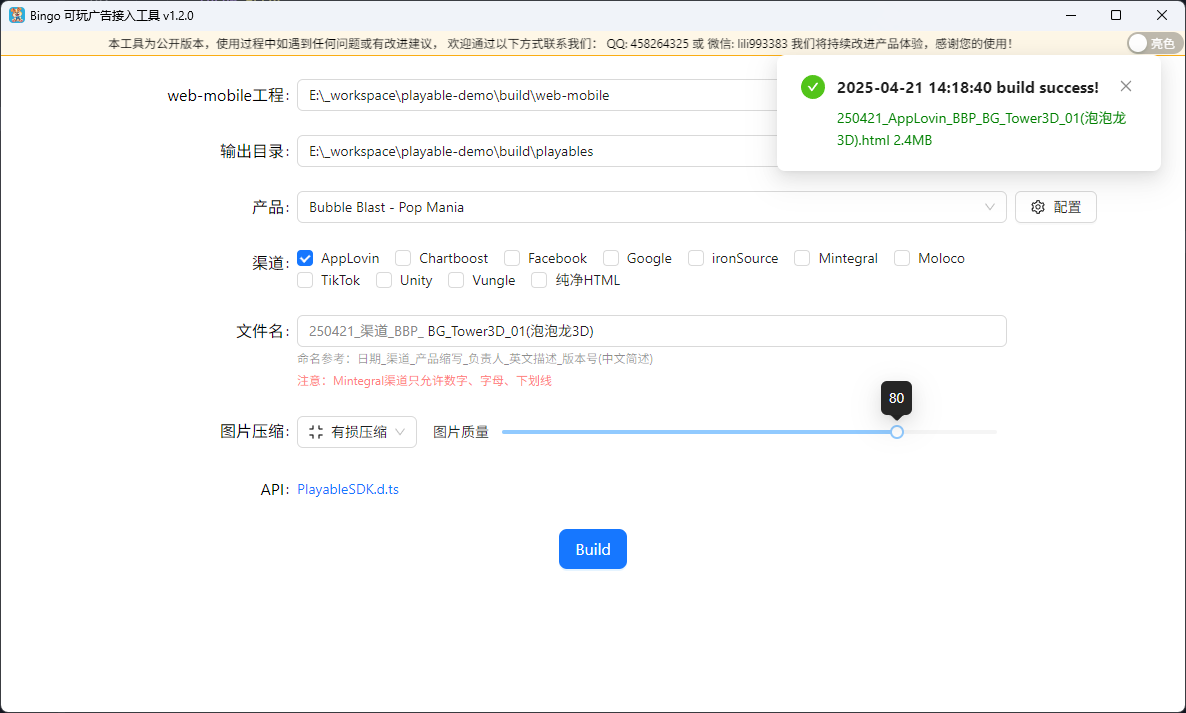 Bingo 可玩广告接入工具 v1.2.0
本工具为公开版本，使用过程中如遇到任何问题或有改进建议， 欢迎通过以下方式联系我们： QQ: 458264325 或 微信: lili993383 我们将持续改进产品体验，感谢您的使用！
亮色
2025-04-21 14:18:40 build success!
250421_AppLovin_BBP_BG_Tower3D_01(泡泡龙
3D).html 2.4MB
web-mobile工程: E:\_workspace\playable-demo\build\web-mobile
输出目录: E:\_workspace\playable-demo\build\playables
产品: Bubble Blast - Pop Mania 配置
渠道: AppLovin Chartboost Facebook Google ironSource Mintegral Moloco
TikTok Unity Vungle 纯净HTML
文件名: 250421_渠道_BBP_ BG_Tower3D_01(泡泡龙3D)
命名参考：日期_渠道_产品缩写_负责人_英文描述_版本号(中文简述)
注意：Mintegral渠道只允许数字、字母、下划线
80
图片压缩: 有损压缩 图片质量
API: PlayableSDK.d.ts
Build